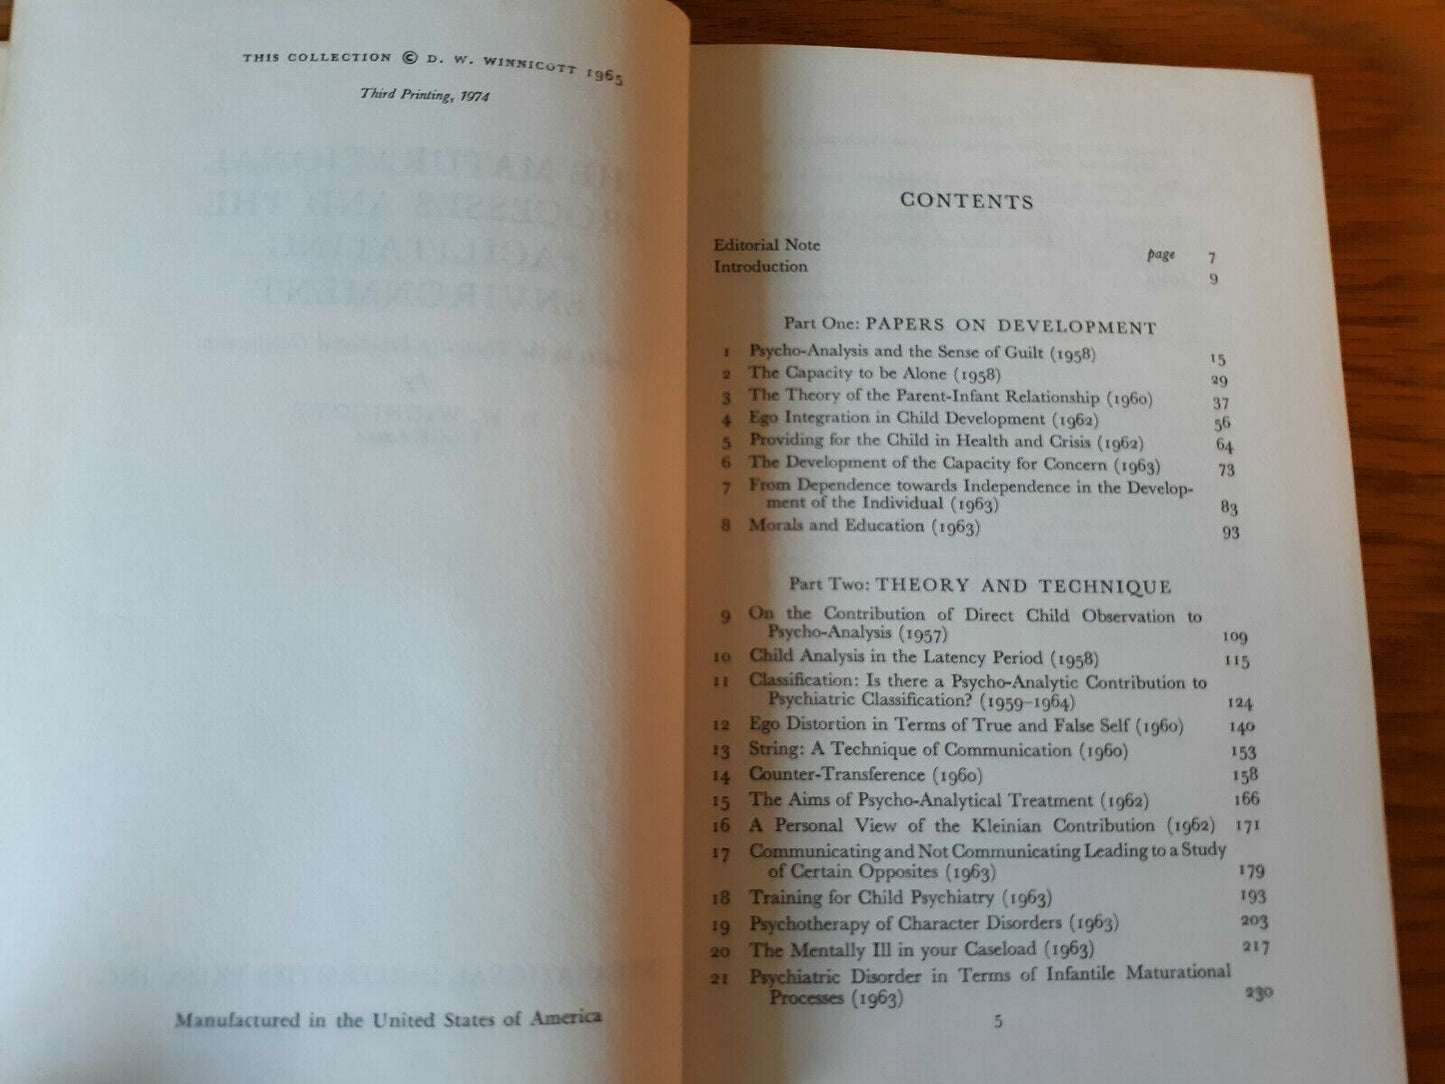 THIS COLLECTION © D. W. WINNICOTT 1965
Third Printing, 1974
Manufactured in the United States of America
CONTENTS
Editorial Note page 7
Introduction 9
Part One: PAPERS ON DEVELOPMENT
1 Psycho-Analysis and the Sense of Guilt (1958) 15
2 The Capacity to be Alone (1958) 29
3 The Theory of the Parent-Infant Relationship (1960) 37
4 Ego Integration in Child Development (1962) 56
5 Providing for the Child in Health and Crisis (1962) 64
6 The Development of the Capacity for Concern (1963) 73
7 From Dependence towards Independence in the Develop-
ment of the Individual (1963) 83
8 Morals and Education (1963) 93
Part Two: THEORY AND TECHNIQUE
9 On the Contribution of Direct Child Observation to
Psycho-Analysis (1957) 109
10 Child Analysis in the Latency Period (1958) 115
11 Classification: Is there a Psycho-Analytic Contribution to
Psychiatric Classification? (1959–1964) 124
12 Ego Distortion in Terms of True and False Self (1960) 140
13 String: A Technique of Communication (1960) 153
14 Counter-Transference (1960) 158
15 The Aims of Psycho-Analytical Treatment (1962) 166
16 A Personal View of the Kleinian Contribution (1962) 171
17 Communicating and Not Communicating Leading to a Study
of Certain Opposites (1963) 179
18 Training for Child Psychiatry (1963) 193
19 Psychotherapy of Character Disorders (1963) 203
20 The Mentally Ill in your Caseload (1963) 217
21 Psychiatric Disorder in Terms of Infantile Maturational
Processes (1963) 230
5